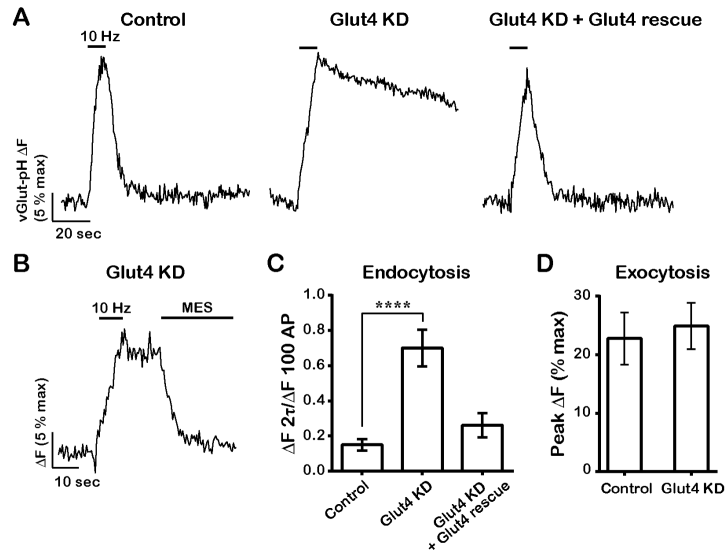 A
Control
Glut4 KD
Glut4 KD + Glut4 rescue
10 Hz
vGlut-pH ΔF
(5 % max)
20 sec
B
Glut4 KD
10 Hz
MES
ΔF (5 % max)
10 sec
C
Endocytosis
****
ΔF 2τ/ΔF 100 AP
1.0
0.8
0.6
0.4
0.2
0.0
Control
Glut4 KD
Glut4 KD
+ Glut4 rescue
D
Exocytosis
Peak ΔF (% max)
30
20
10
0
Control
Glut4 KD